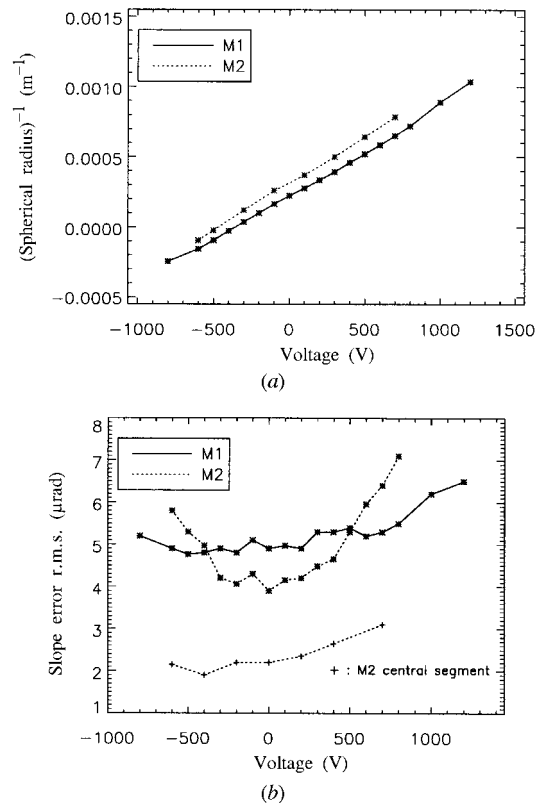 0.0015
0.0010
0.0005
0.0000
−0.0005
(Spherical radius)⁻¹ (m⁻¹)
M1
M2
−1000 −500 0 500 1000 1500
Voltage (V)
(a)
8
7
6
5
4
3
2
1
Slope error r.m.s. (μrad)
M1
M2
+ : M2 central segment
−1000 −500 0 500 1000
Voltage (V)
(b)